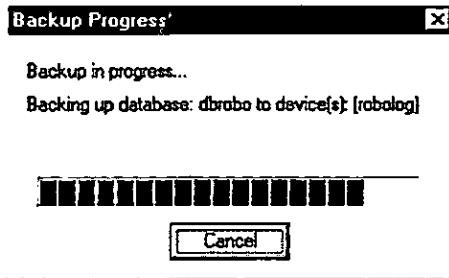 Backup Progress
Backup in progress...
Backing up database: dbrobo to device(s): [robolog]
Cancel